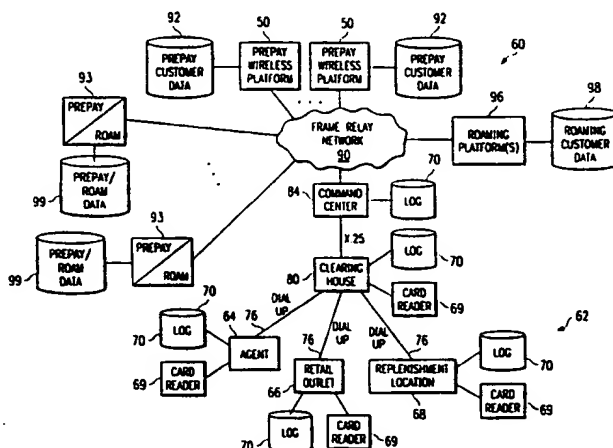 92
50
50
92
60
PREPAY
CUSTOMER
DATA
PREPAY
WIRELESS
PLATFORM
PREPAY
WIRELESS
PLATFORM
PREPAY
CUSTOMER
DATA
93
PREPAY
ROAM
96
98
FRAME RELAY
NETWORK
90
ROAMING
PLATFORM(S)
ROAMING
CUSTOMER
DATA
99
PREPAY/
ROAM
DATA
84
COMMAND
CENTER
70
LOG
93
PREPAY
ROAM
99
PREPAY/
ROAM
DATA
X.25
LOG
70
80
CLEARING
HOUSE
CARD
READER
69
70
64
76
DIAL
UP
DIAL
UP
DIAL
UP
62
70
LOG
AGENT
76
76
LOG
70
69
CARD
READER
RETAIL
OUTLET
66
REPLENISHMENT
LOCATION
68
CARD
READER
69
70
LOG
CARD
READER
69